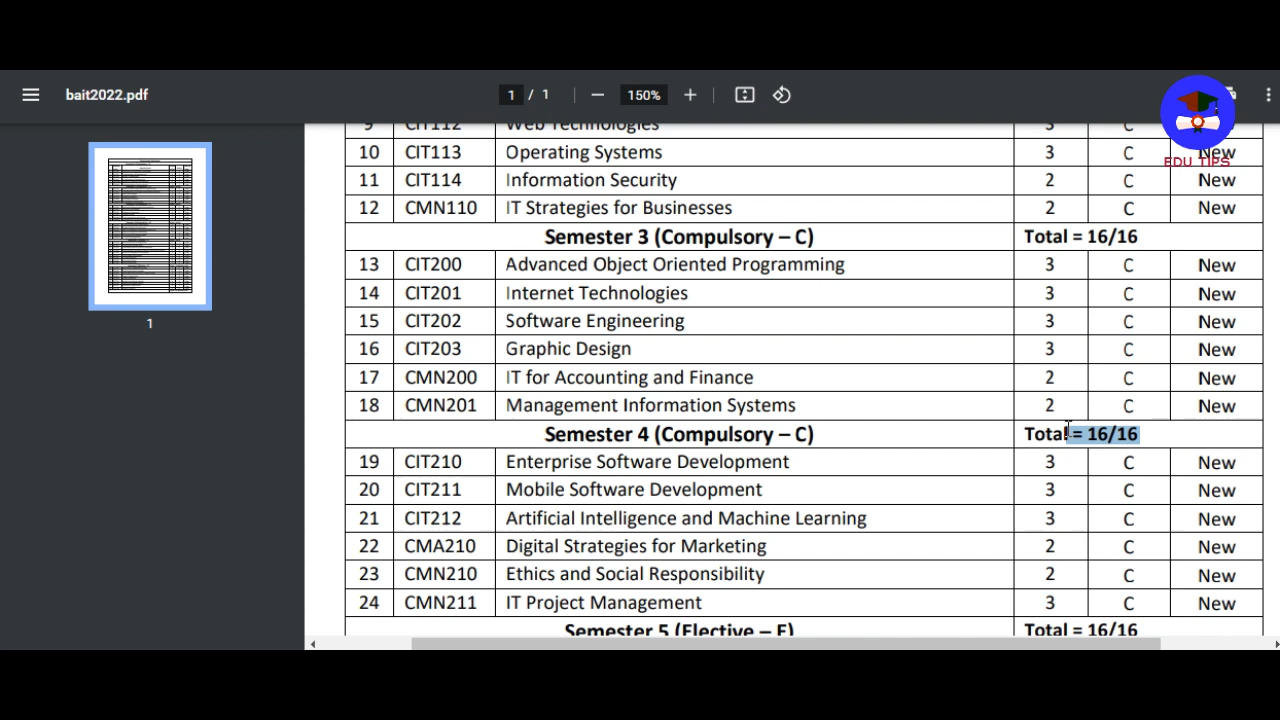 bait2022.pdf 1 / 1 150%
EDU TIPS
1
9 CIT112 Web Technologies 3 C New
10 CIT113 Operating Systems 3 C New
11 CIT114 Information Security 2 C New
12 CMN110 IT Strategies for Businesses 2 C New
Semester 3 (Compulsory – C) Total = 16/16
13 CIT200 Advanced Object Oriented Programming 3 C New
14 CIT201 Internet Technologies 3 C New
15 CIT202 Software Engineering 3 C New
16 CIT203 Graphic Design 3 C New
17 CMN200 IT for Accounting and Finance 2 C New
18 CMN201 Management Information Systems 2 C New
Semester 4 (Compulsory – C) Total = 16/16
19 CIT210 Enterprise Software Development 3 C New
20 CIT211 Mobile Software Development 3 C New
21 CIT212 Artificial Intelligence and Machine Learning 3 C New
22 CMA210 Digital Strategies for Marketing 2 C New
23 CMN210 Ethics and Social Responsibility 2 C New
24 CMN211 IT Project Management 3 C New
Semester 5 (Elective – E) Total = 16/16